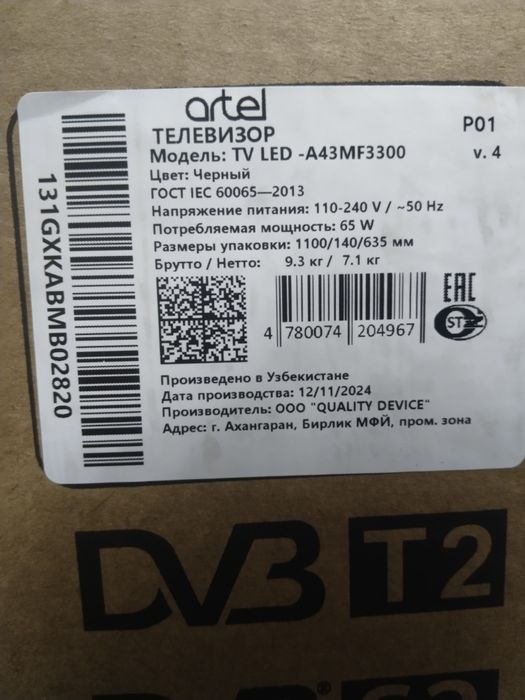 artel
P01
ТЕЛЕВИЗОР
Модель: TV LED -A43MF3300 v. 4
Цвет: Черный
ГОСТ IEC 60065—2013
Напряжение питания: 110-240 V / ~50 Hz
Потребляемая мощность: 65 W
Размеры упаковки: 1100/140/635 мм
Брутто / Нетто: 9.3 кг / 7.1 кг
131GXKABMB02820
EAC
4 780074 204967
Произведено в Узбекистане
Дата производства: 12/11/2024
Производитель: ООО "QUALITY DEVICE"
Адрес: г. Ахангаран, Бирлик МФЙ, пром. зона
DVB T2